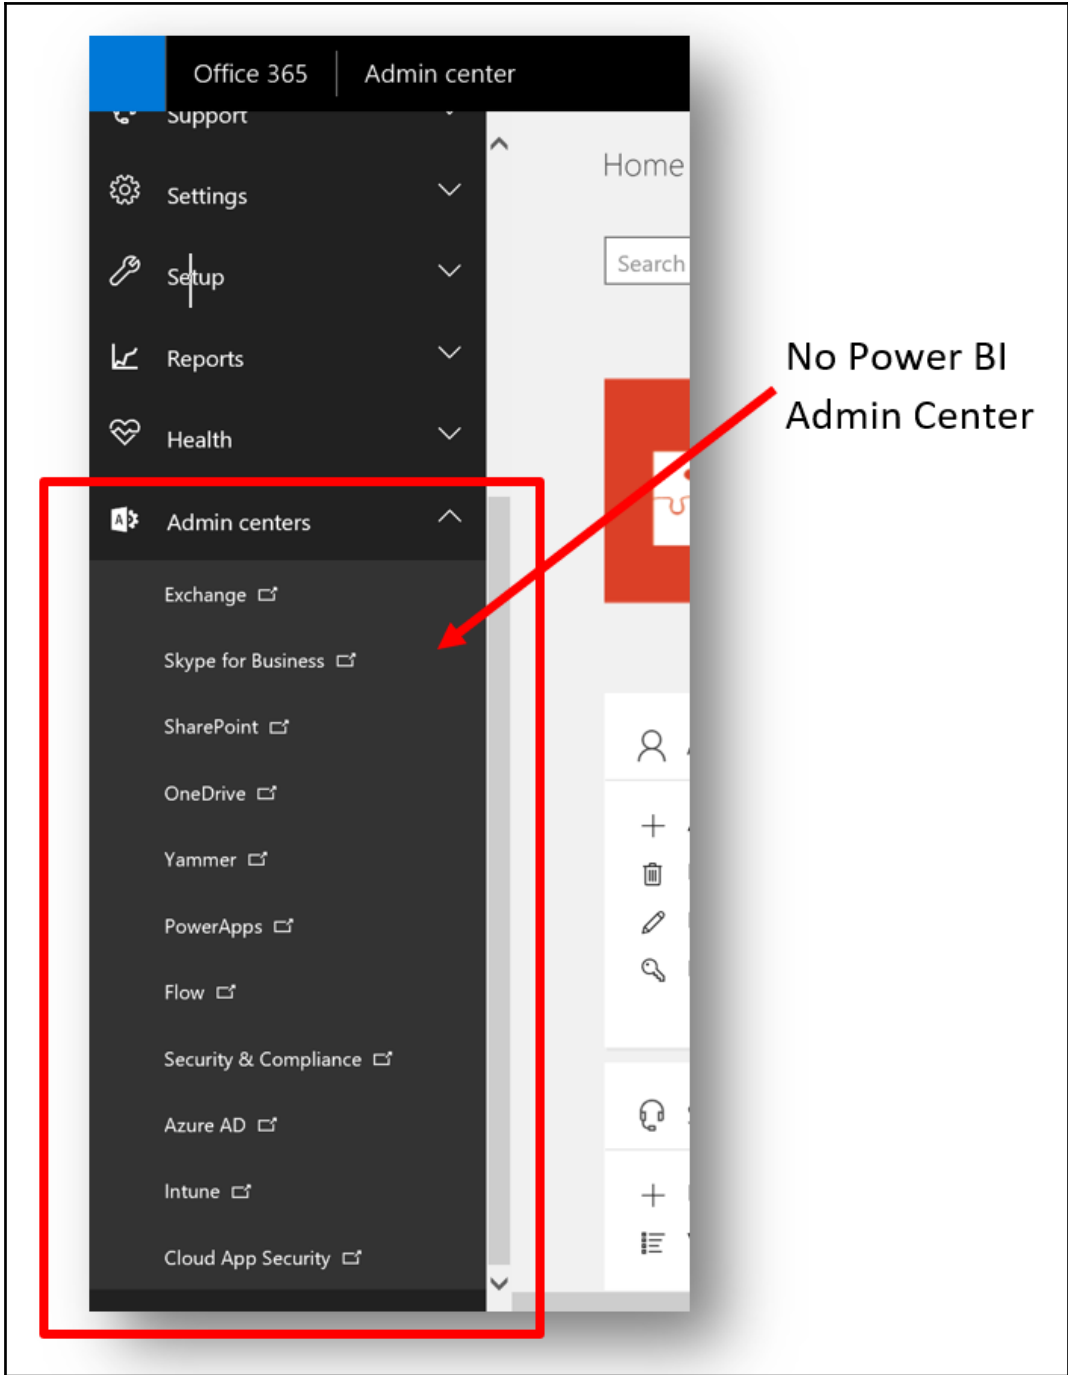 Office 365 Admin center
Support
Settings
Setup
Reports
Health
Admin centers
Exchange
Skype for Business
SharePoint
OneDrive
Yammer
PowerApps
Flow
Security & Compliance
Azure AD
Intune
Cloud App Security
Home
Search
No Power BI
Admin Center